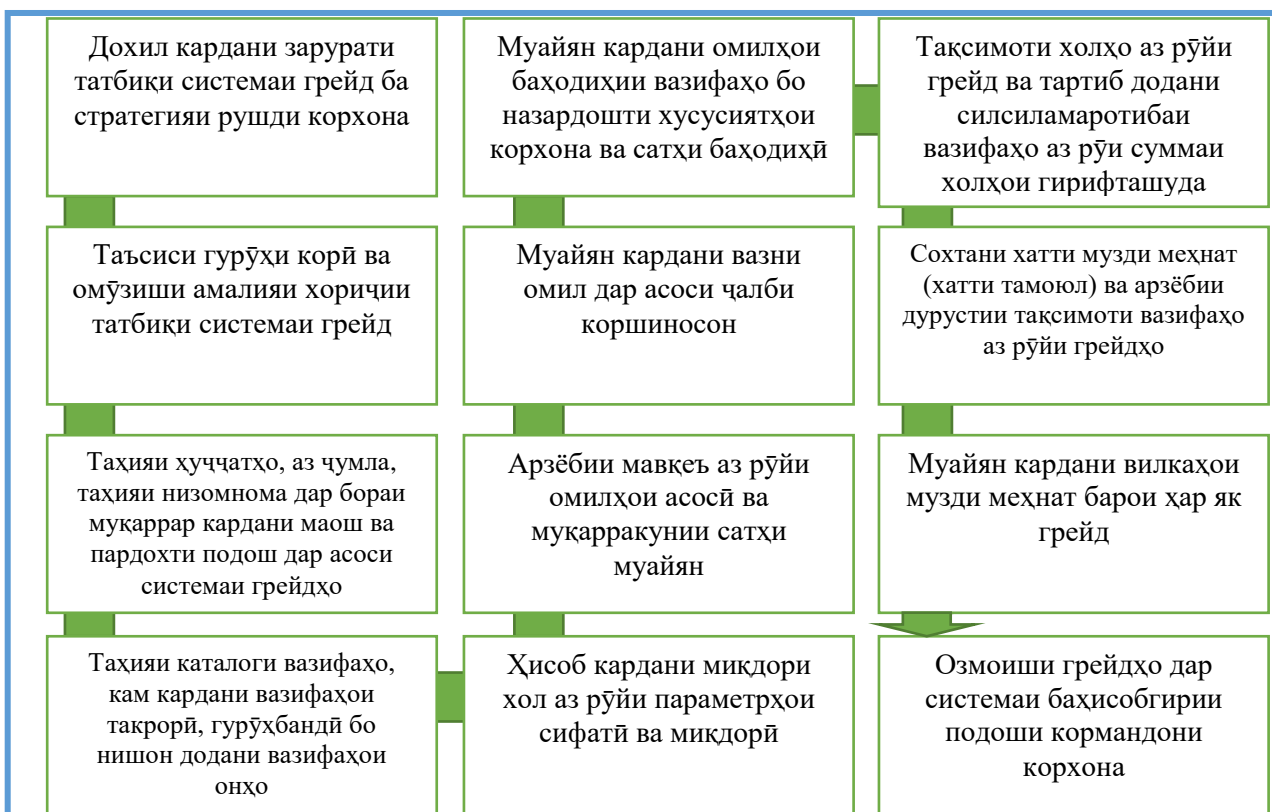 Дохил кардани зарурати
татбиқи системаи грейд ба
стратегияи рушди корхона
Муайян кардани омилҳои
баҳодиҳии вазифаҳо бо
назардошти хусусиятҳои
корхона ва сатҳи баҳодиҳӣ
Тақсимоти холҳо аз рӯйи
грейд ва тартиб додани
силсиламаротибаи
вазифаҳо аз рӯи суммаи
холҳои гирифташуда
Таъсиси гурӯҳи корӣ ва
омӯзиши амалияи хориҷии
татбиқи системаи грейд
Муайян кардани вазни
омил дар асоси ҷалби
коршиносон
Сохтани хатти музди меҳнат
(хатти тамоюл) ва арзёбии
дурустии тақсимоти вазифаҳо
аз рӯйи грейдҳо
Таҳияи ҳуҷҷатҳо, аз ҷумла,
таҳияи низомнома дар бораи
муқаррар кардани маош ва
пардохти подош дар асоси
системаи грейдҳо
Арзёбии мавқеъ аз рӯйи
омилҳои асосӣ ва
муқарракунии сатҳи
муайян
Муайян кардани вилкаҳои
музди меҳнат барои ҳар як
грейд
Таҳияи каталоги вазифаҳо,
кам кардани вазифаҳои
такрорӣ, гурӯҳбандӣ бо
нишон додани вазифаҳои
онҳо
Ҳисоб кардани миқдори
хол аз рӯйи параметрҳои
сифатӣ ва миқдорӣ
Озмоиши грейдҳо дар
системаи баҳисобгирии
подоши кормандони
корхона